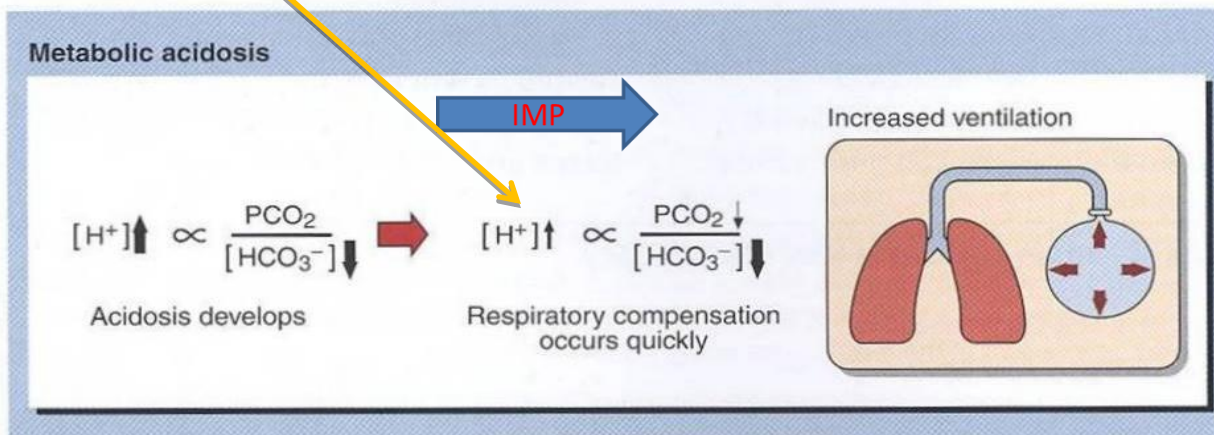 Metabolic acidosis
IMP
Increased ventilation
[H⁺]⬆ ∝ PCO₂ / [HCO₃⁻]⬇
Acidosis develops
[H⁺]↑ ∝ PCO₂↓ / [HCO₃⁻]⬇
Respiratory compensation
occurs quickly